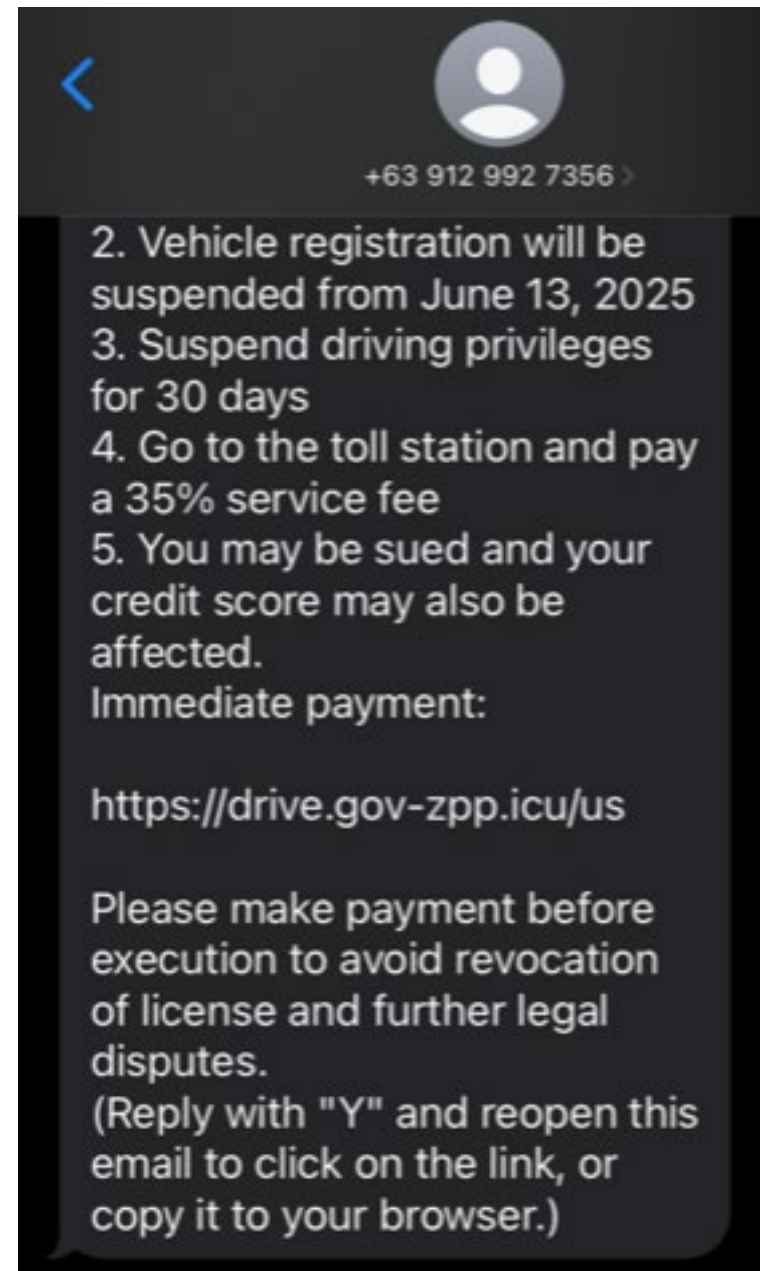 +63 912 992 7356 >
2. Vehicle registration will be
suspended from June 13, 2025
3. Suspend driving privileges
for 30 days
4. Go to the toll station and pay
a 35% service fee
5. You may be sued and your
credit score may also be
affected.
Immediate payment:
https://drive.gov-zpp.icu/us
Please make payment before
execution to avoid revocation
of license and further legal
disputes.
(Reply with "Y" and reopen this
email to click on the link, or
copy it to your browser.)